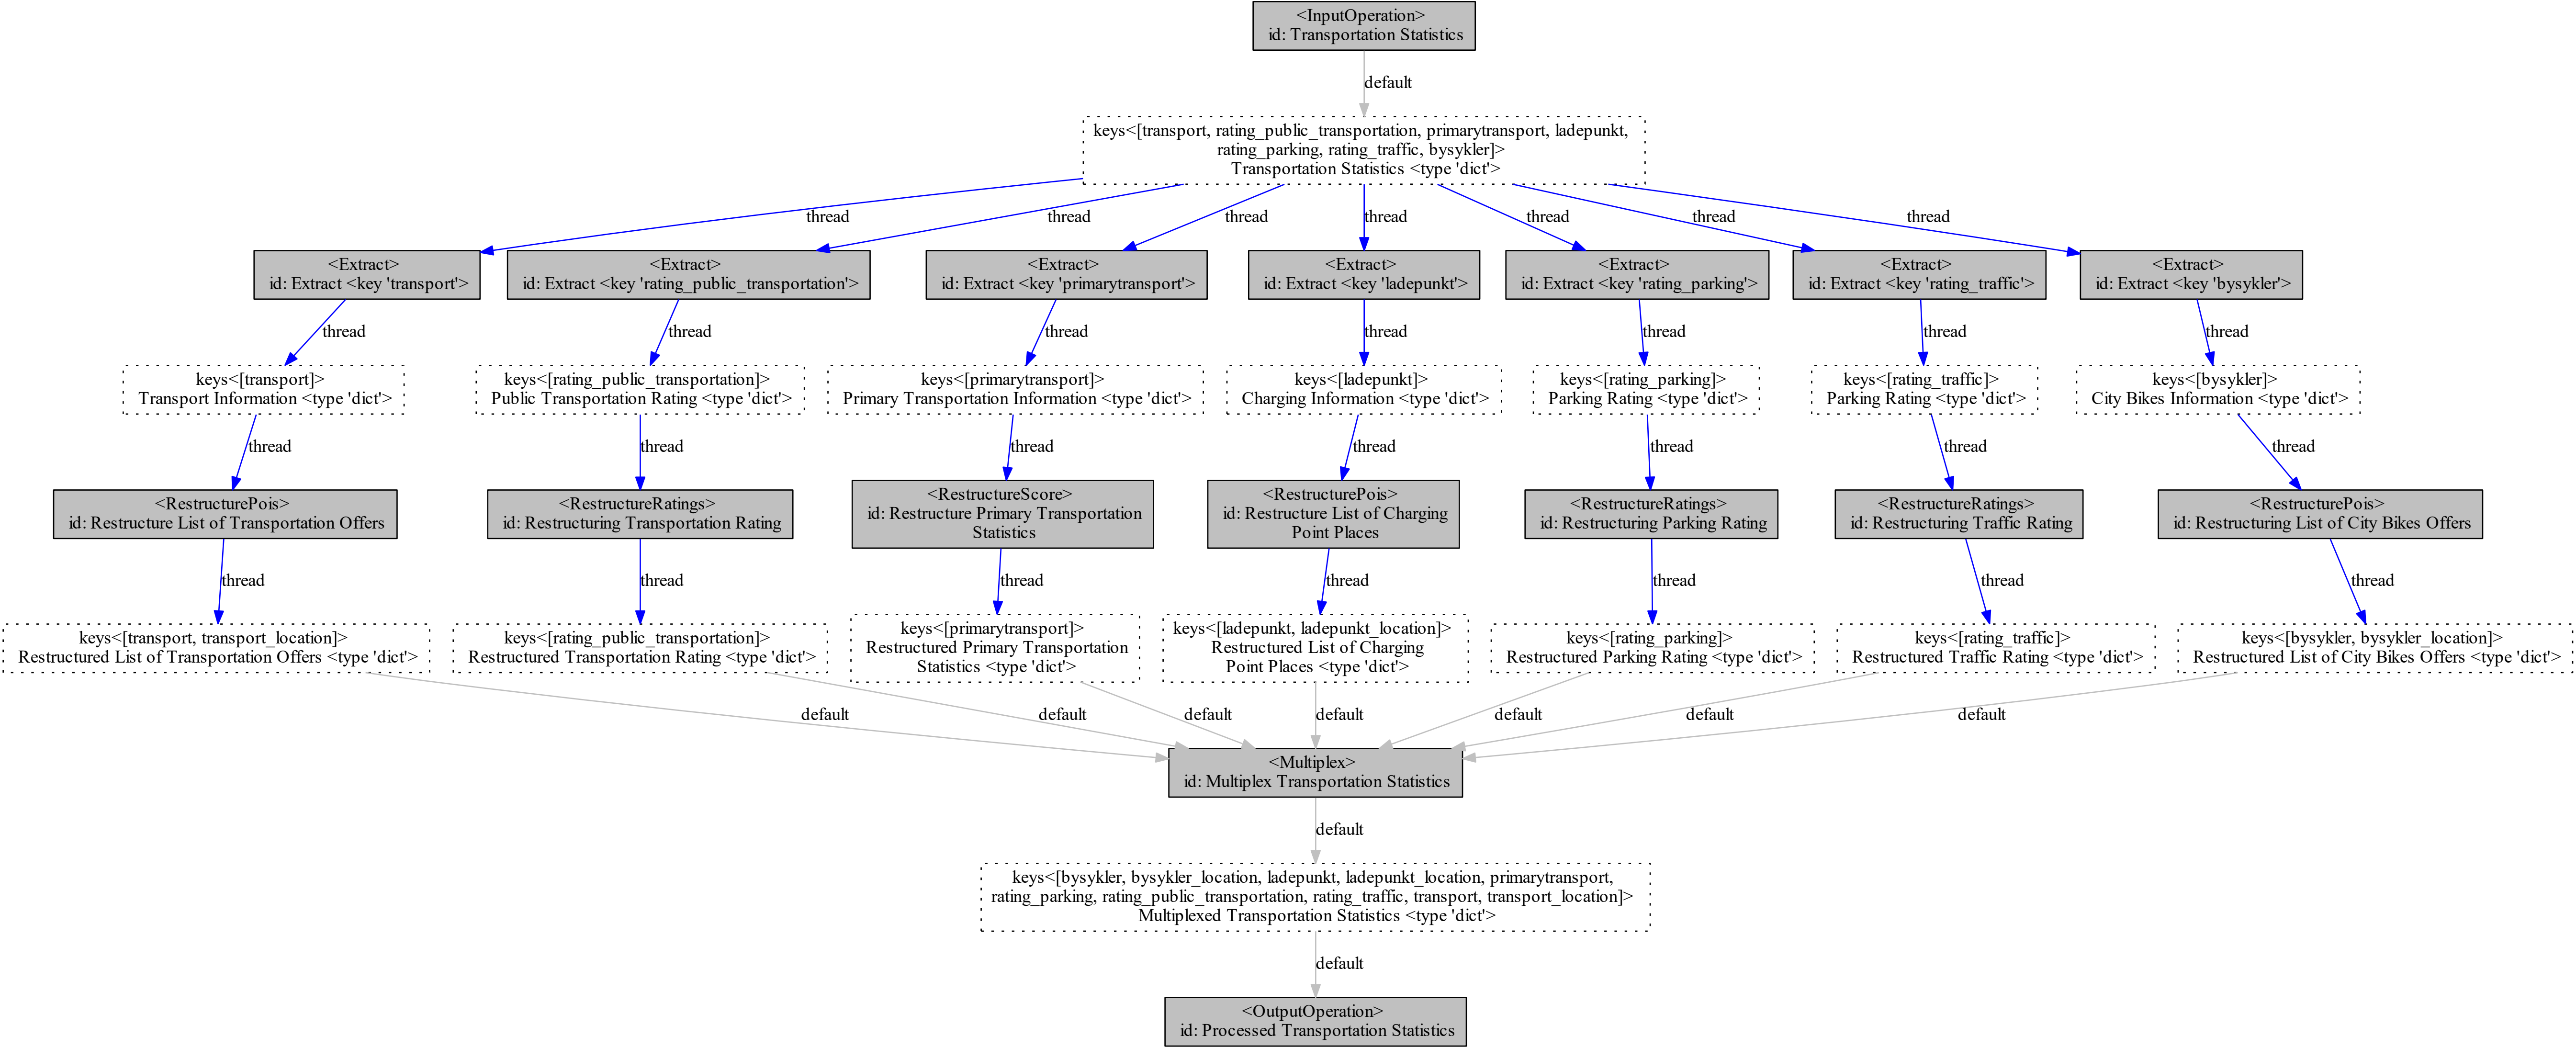 <InputOperation>
id: Transportation Statistics
default
keys<[transport, rating_public_transportation, primarytransport, ladepunkt,
rating_parking, rating_traffic, bysykler]>
Transportation Statistics <type 'dict'>
thread
thread
thread
thread
thread
thread
thread
<Extract>
id: Extract <key 'transport'>
<Extract>
id: Extract <key 'rating_public_transportation'>
<Extract>
id: Extract <key 'primarytransport'>
<Extract>
id: Extract <key 'ladepunkt'>
<Extract>
id: Extract <key 'rating_parking'>
<Extract>
id: Extract <key 'rating_traffic'>
<Extract>
id: Extract <key 'bysykler'>
thread
thread
thread
thread
thread
thread
thread
keys<[transport]>
Transport Information <type 'dict'>
keys<[rating_public_transportation]>
Public Transportation Rating <type 'dict'>
keys<[primarytransport]>
Primary Transportation Information <type 'dict'>
keys<[ladepunkt]>
Charging Information <type 'dict'>
keys<[rating_parking]>
Parking Rating <type 'dict'>
keys<[rating_traffic]>
Parking Rating <type 'dict'>
keys<[bysykler]>
City Bikes Information <type 'dict'>
thread
thread
thread
thread
thread
thread
thread
<RestructurePois>
id: Restructure List of Transportation Offers
<RestructureRatings>
id: Restructuring Transportation Rating
<RestructureScore>
id: Restructure Primary Transportation
Statistics
<RestructurePois>
id: Restructure List of Charging
Point Places
<RestructureRatings>
id: Restructuring Parking Rating
<RestructureRatings>
id: Restructuring Traffic Rating
<RestructurePois>
id: Restructuring List of City Bikes Offers
thread
thread
thread
thread
thread
thread
thread
keys<[transport, transport_location]>
Restructured List of Transportation Offers <type 'dict'>
keys<[rating_public_transportation]>
Restructured Transportation Rating <type 'dict'>
keys<[primarytransport]>
Restructured Primary Transportation
Statistics <type 'dict'>
keys<[ladepunkt, ladepunkt_location]>
Restructured List of Charging
Point Places <type 'dict'>
keys<[rating_parking]>
Restructured Parking Rating <type 'dict'>
keys<[rating_traffic]>
Restructured Traffic Rating <type 'dict'>
keys<[bysykler, bysykler_location]>
Restructured List of City Bikes Offers <type 'dict'>
default
default
default
default
default
default
default
<Multiplex>
id: Multiplex Transportation Statistics
default
keys<[bysykler, bysykler_location, ladepunkt, ladepunkt_location, primarytransport,
rating_parking, rating_public_transportation, rating_traffic, transport, transport_location]>
Multiplexed Transportation Statistics <type 'dict'>
default
<OutputOperation>
id: Processed Transportation Statistics